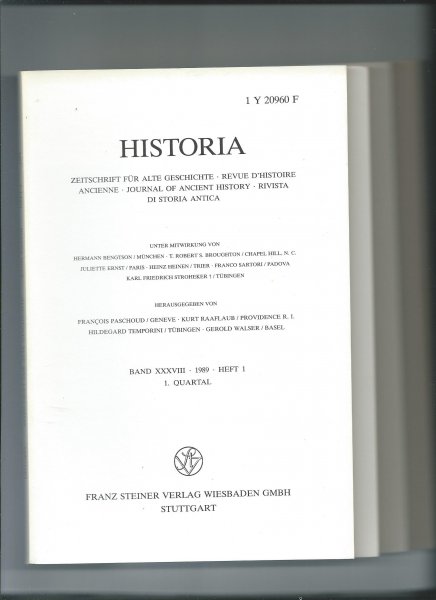 1 Y 20960 F
HISTORIA
ZEITSCHRIFT FÜR ALTE GESCHICHTE · REVUE D'HISTOIRE
ANCIENNE · JOURNAL OF ANCIENT HISTORY · RIVISTA
DI STORIA ANTICA
UNTER MITWIRKUNG VON
HERMANN BENGTSON / MÜNCHEN · T. ROBERT S. BROUGHTON / CHAPEL HILL, N. C.
JULIETTE ERNST / PARIS · HEINZ HEINEN / TRIER · FRANCO SARTORI / PADOVA
KARL FRIEDRICH STROHEKER † / TÜBINGEN
HERAUSGEGEBEN VON
FRANÇOIS PASCHOUD / GENEVE · KURT RAAFLAUB / PROVIDENCE R. I.
HILDEGARD TEMPORINI / TÜBINGEN · GEROLD WALSER / BASEL
BAND XXXVIII · 1989 · HEFT 1
1. QUARTAL
FRANZ STEINER VERLAG WIESBADEN GMBH
STUTTGART